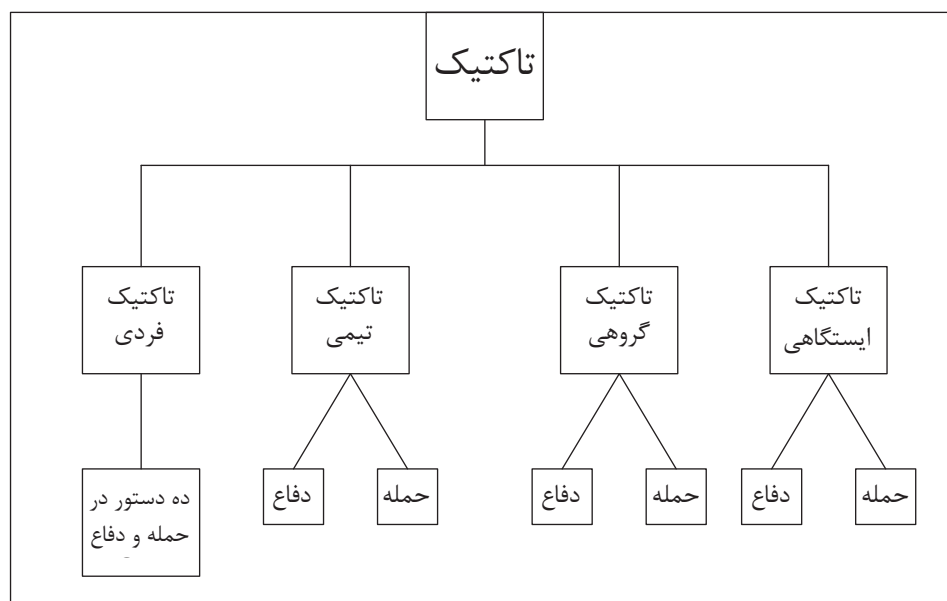 تاکتیک
تاکتیک
ایستگاهی
تاکتیک
گروهی
تاکتیک
تیمی
تاکتیک
فردی
حمله
دفاع
حمله
دفاع
حمله
دفاع
ده دستور در
حمله و دفاع